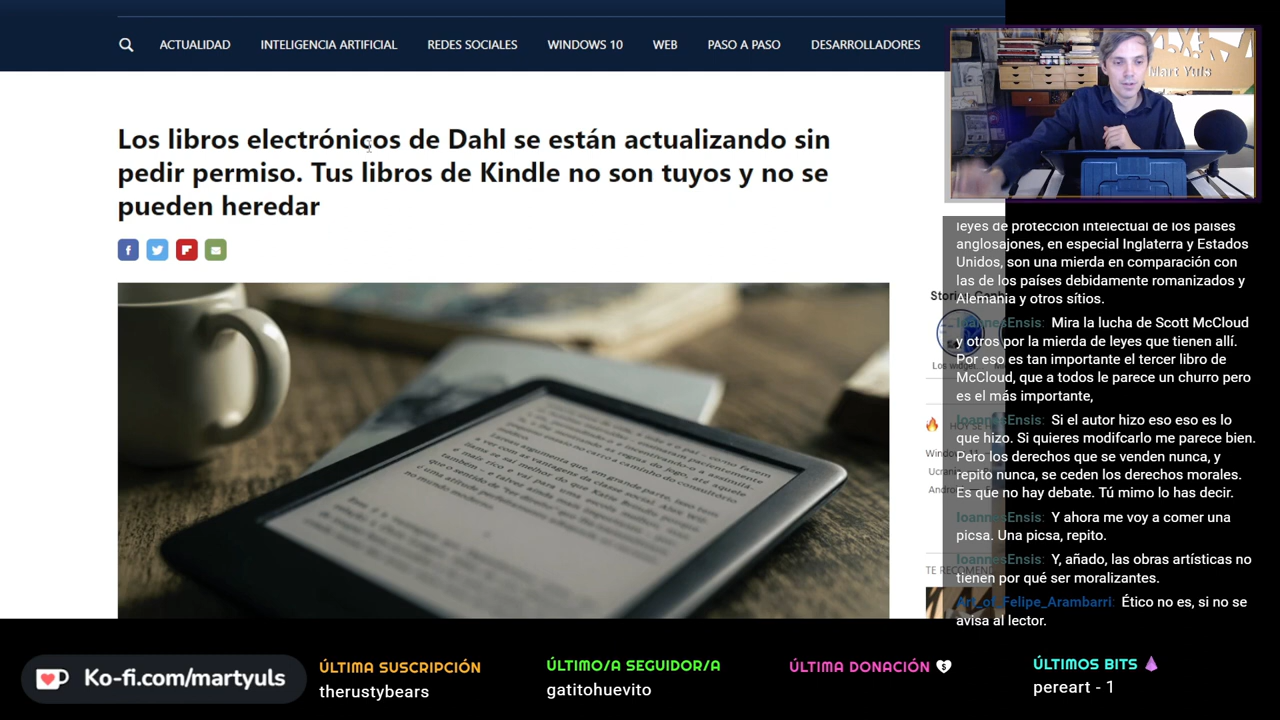 ACTUALIDAD INTELIGENCIA ARTIFICIAL REDES SOCIALES WINDOWS 10 WEB PASO A PASO DESARROLLADORES
Los libros electrónicos de Dahl se están actualizando sin
pedir permiso. Tus libros de Kindle no son tuyos y no se
pueden heredar
Mart Yuls
leyes de protección intelectual de los países
anglosajones, en especial Inglaterra y Estados
Unidos, son una mierda en comparación con
las de los países debidamente romanizados y
Alemania y otros sítios.
IoannesEnsis: Mira la lucha de Scott McCloud
y otros por la mierda de leyes que tienen allí.
Por eso es tan importante el tercer libro de
McCloud, que a todos le parece un churro pero
es el más importante,
IoannesEnsis: Si el autor hizo eso eso es lo
que hizo. Si quieres modifcarlo me parece bien.
Pero los derechos que se venden nunca, y
repito nunca, se ceden los derechos morales.
Es que no hay debate. Tú mimo lo has decir.
IoannesEnsis: Y ahora me voy a comer una
picsa. Una picsa, repito.
IoannesEnsis: Y, añado, las obras artísticas no
tienen por qué ser moralizantes.
Art_of_Felipe_Arambarri: Ético no es, si no se
avisa al lector.
Ko-fi.com/martyuls
ÚLTIMA SUSCRIPCIÓN
therustybears
ÚLTIMO/A SEGUIDOR/A
gatitohuevito
ÚLTIMA DONACIÓN
ÚLTIMOS BITS
pereart - 1